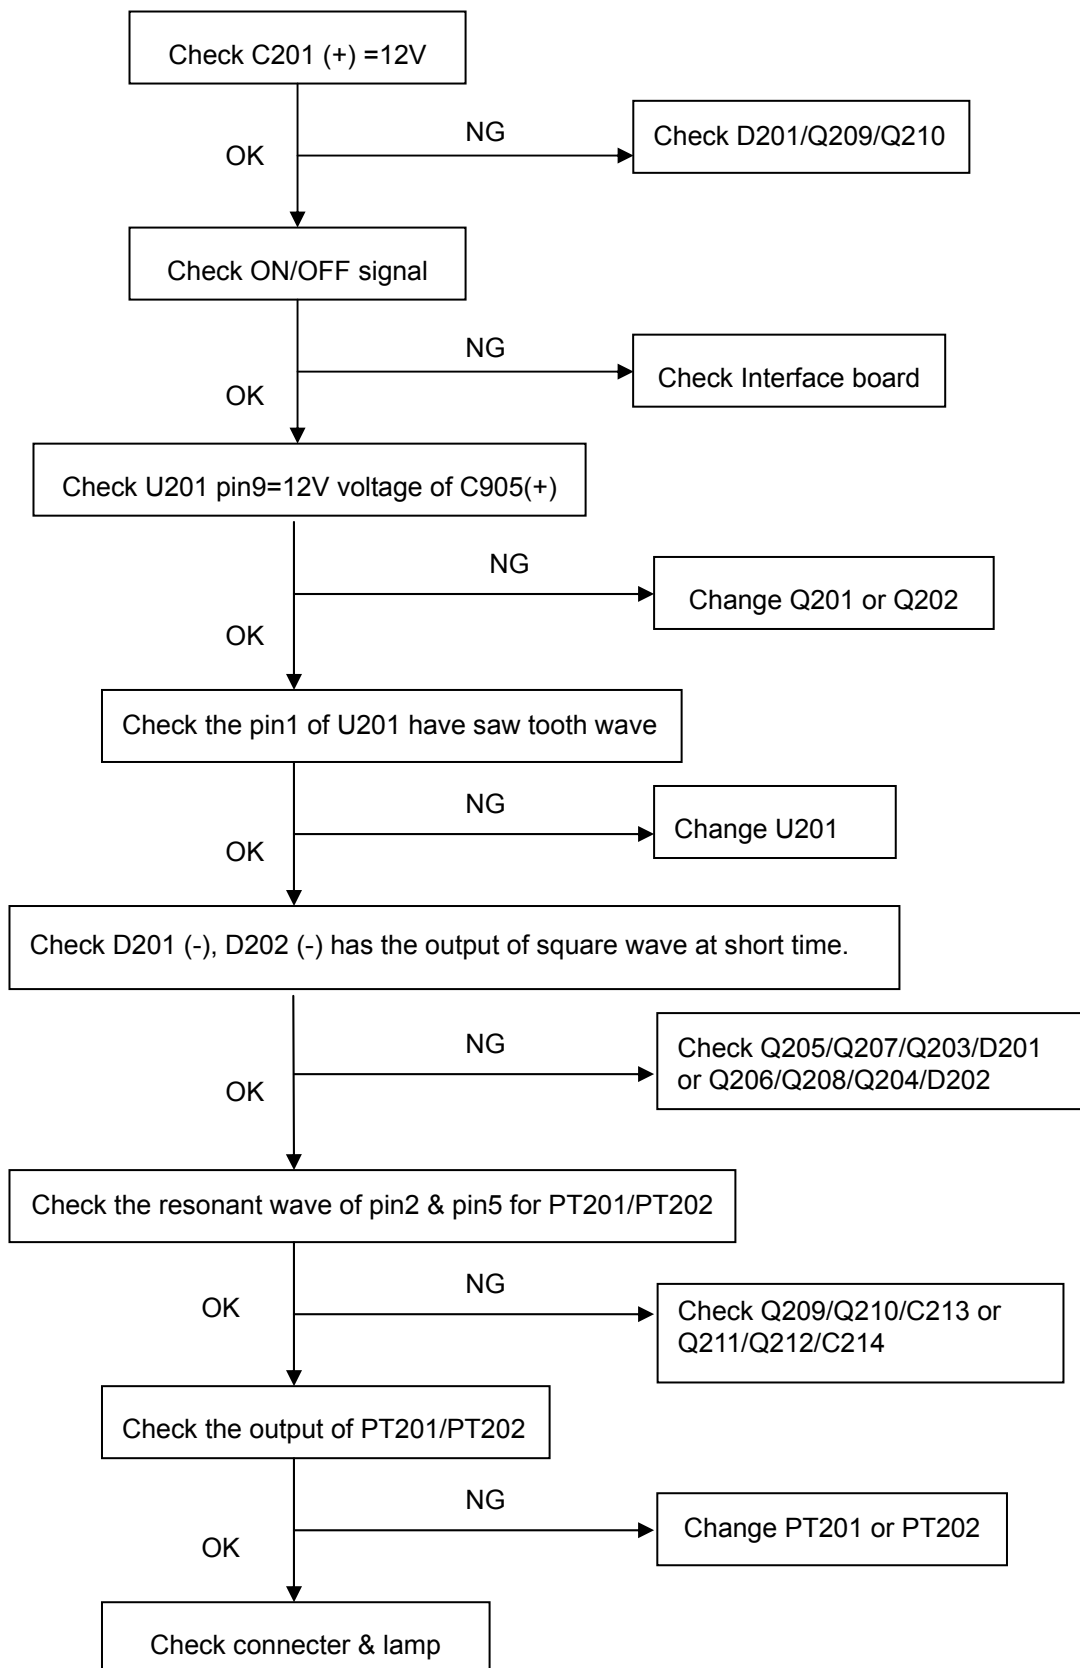 Check C201 (+) =12V
NG
Check D201/Q209/Q210
OK
Check ON/OFF signal
NG
Check Interface board
OK
Check U201 pin9=12V voltage of C905(+)
NG
Change Q201 or Q202
OK
Check the pin1 of U201 have saw tooth wave
NG
Change U201
OK
Check D201 (-), D202 (-) has the output of square wave at short time.
NG
Check Q205/Q207/Q203/D201
or Q206/Q208/Q204/D202
OK
Check the resonant wave of pin2 & pin5 for PT201/PT202
NG
Check Q209/Q210/C213 or
Q211/Q212/C214
OK
Check the output of PT201/PT202
NG
Change PT201 or PT202
OK
Check connecter & lamp